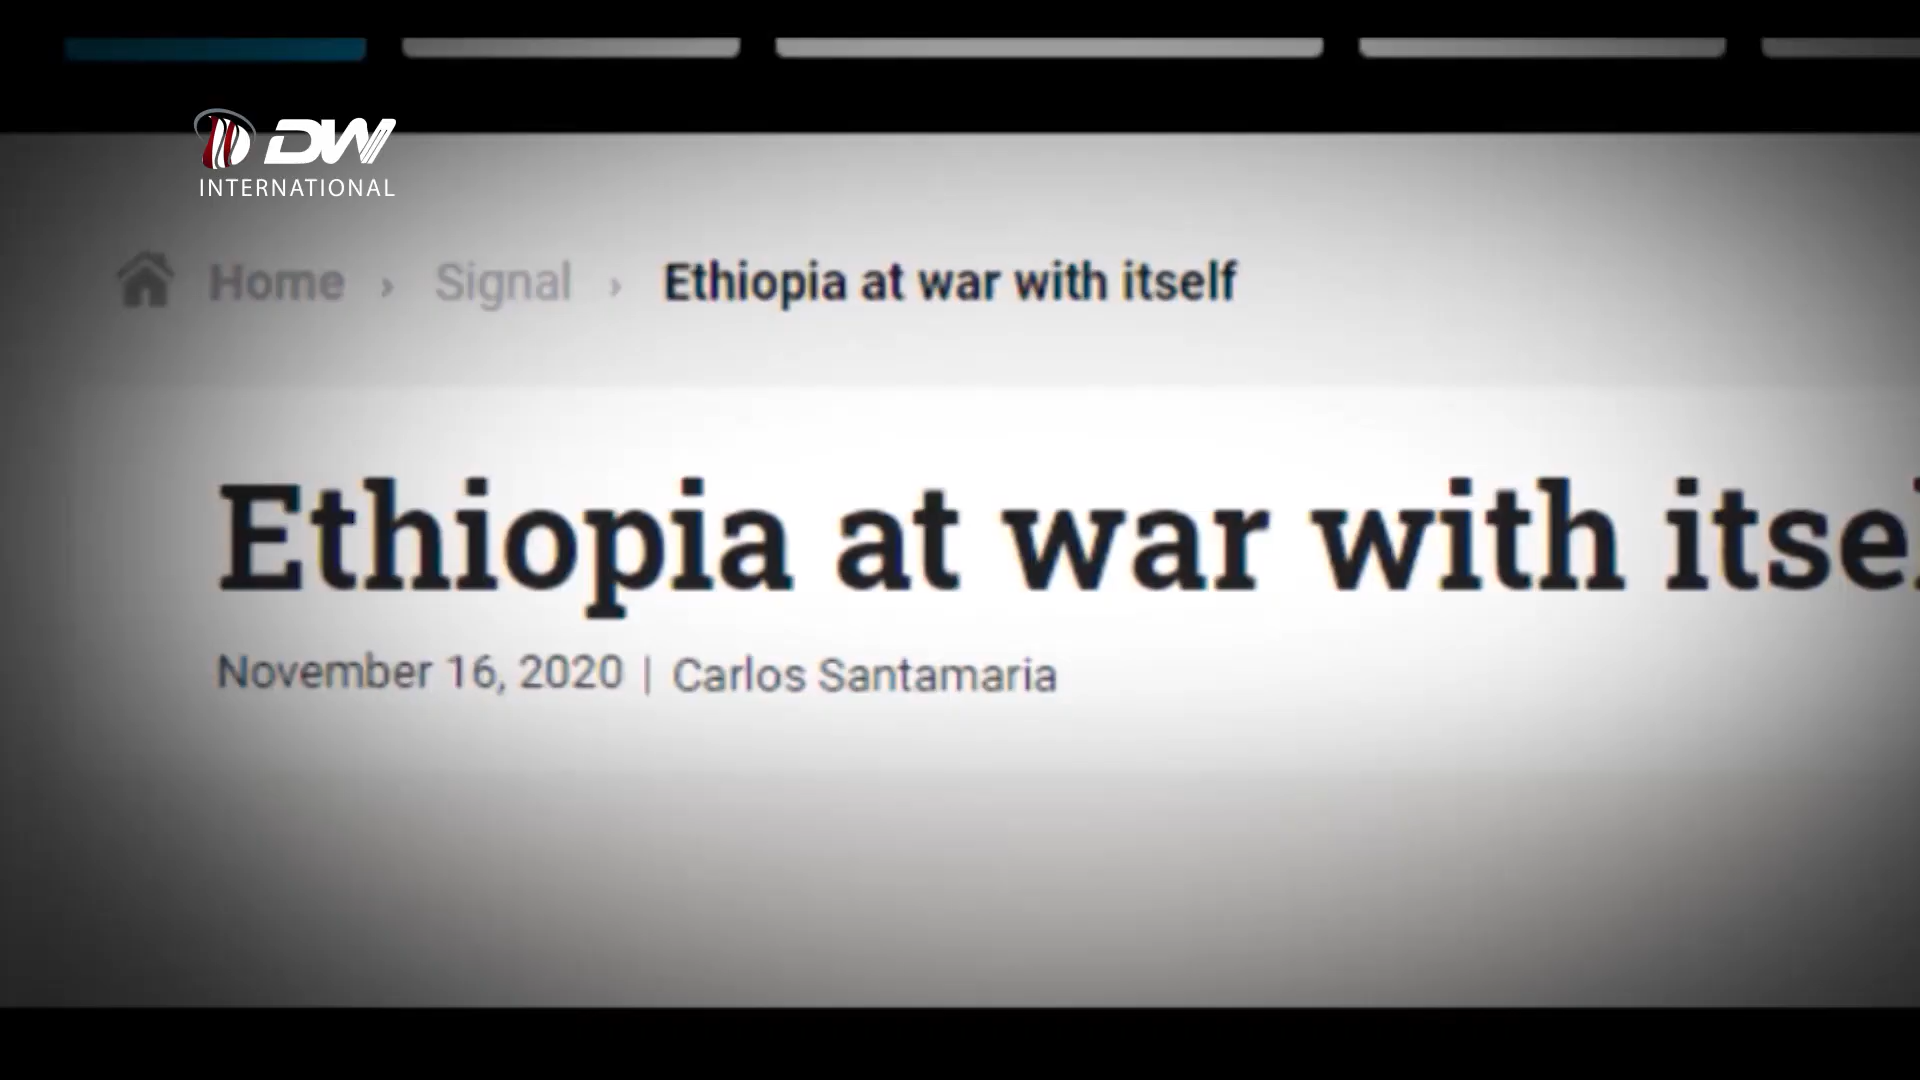 DW
INTERNATIONAL
Home › Signal › Ethiopia at war with itself
Ethiopia at war with itse
November 16, 2020 | Carlos Santamaria